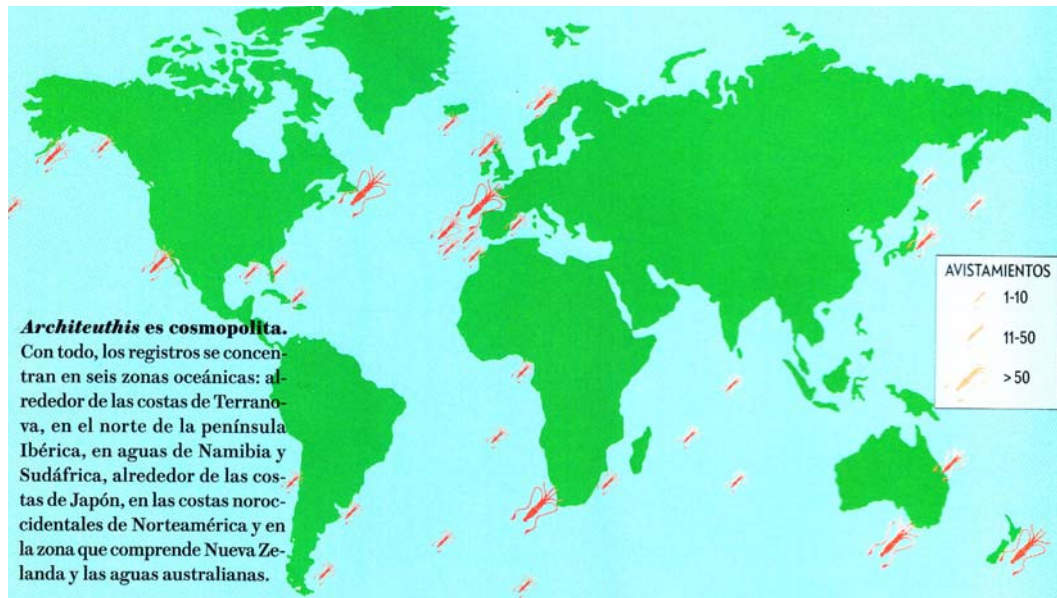 Architeuthis es cosmopolita.
Con todo, los registros se concen-
tran en seis zonas oceánicas: al-
rededor de las costas de Terrano-
va, en el norte de la península
Ibérica, en aguas de Namibia y
Sudáfrica, alrededor de las cos-
tas de Japón, en las costas noroc-
cidentales de Norteamérica y en
la zona que comprende Nueva Ze-
landa y las aguas australianas.
AVISTAMIENTOS
1-10
11-50
>50